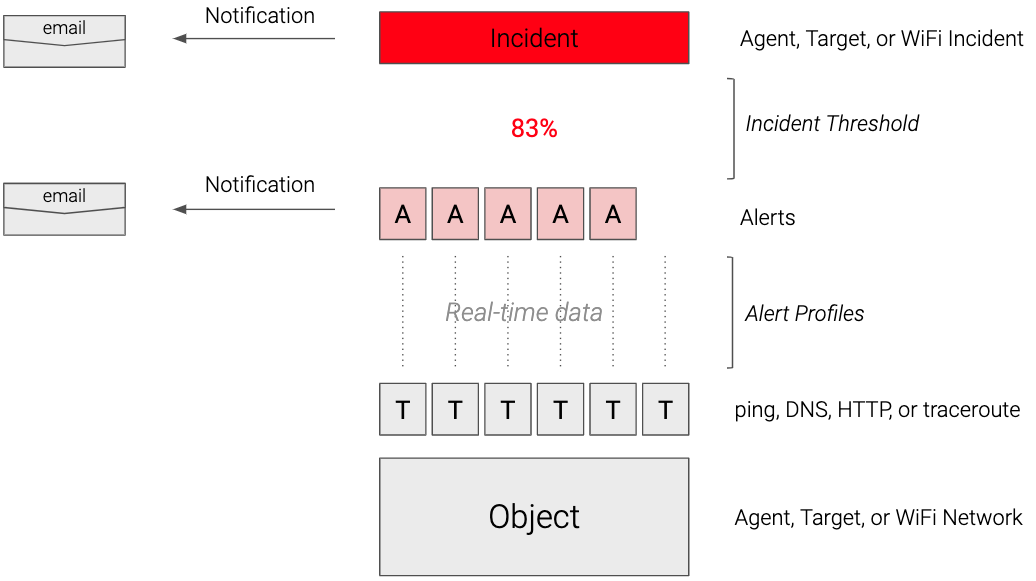 email
Notification
Incident
Agent, Target, or WiFi Incident
83%
Incident Threshold
email
Notification
A A A A A
Alerts
Real-time data
Alert Profiles
T T T T T T
ping, DNS, HTTP, or traceroute
Object
Agent, Target, or WiFi Network